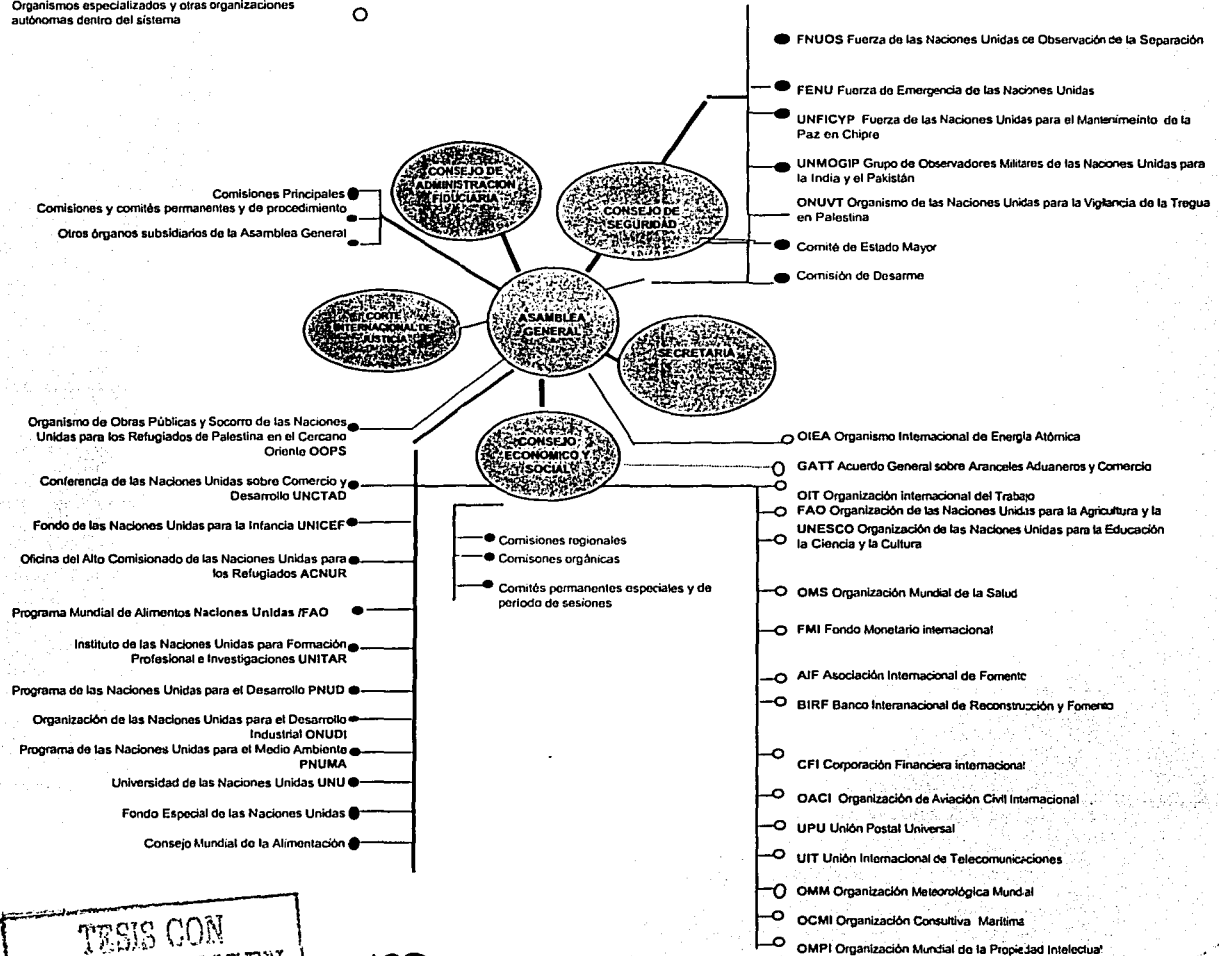 Organismos especializados y otras organizaciones
autónomas dentro del sistema
FNUOS Fuerza de las Naciones Unidas ce Observación de la Separación
FENU Fuerza de Emergencia de las Naciones Unidas
UNFICYP Fuerza de las Naciones Unidas para el Mantenimeinto de la
Paz en Chipre
UNMOGIP Grupo de Observadores Militares de las Naciones Unidas para
la India y el Pakistán
ONUVT Organismo de las Naciones Unidas para la Vigilancia de la Tregua
en Palestina
Comité de Estado Mayor
Comisión de Desarme
CONSEJO DE
ADMINISTRACION
FIDUCIARIA
CONSEJO DE
SEGURIDAD
Comisiones Principales
Comisiones y comités permanentes y de procedimiento
Otros órganos subsidiarios de la Asamblea General
CORTE
INTERNACIONAL DE
JUSTICIA
ASAMBLEA
GENERAL
SECRETARIA
CONSEJO
ECONOMICO Y
SOCIAL
Organismo de Obras Públicas y Socorro de las Naciones
Unidas para los Refugiados de Palestina en el Cercano
Oriente OOPS
Conferencia de las Naciones Unidas sobre Comercio y
Desarrollo UNCTAD
Fondo de las Naciones Unidas para la Infancia UNICEF
Oficina del Alto Comisionado de las Naciones Unidas para
los Refugiados ACNUR
Programa Mundial de Alimentos Naciones Unidas /FAO
Instituto de las Naciones Unidas para Formación
Profesional e Investigaciones UNITAR
Programa de las Naciones Unidas para el Desarrollo PNUD
Organización de las Naciones Unidas para el Desarrollo
Industrial ONUDI
Programa de las Naciones Unidas para el Medio Ambiente
PNUMA
Universidad de las Naciones Unidas UNU
Fondo Especial de las Naciones Unidas
Consejo Mundial de la Alimentación
Comisiones regionales
Comisones orgánicas
Comités permanentes especiales y de
periodo de sesiones
OIEA Organismo Internacional de Energía Atómica
GATT Acuerdo General sobre Aranceles Aduaneros y Comercio
OIT Organización internacional del Trabajo
FAO Organización de las Naciones Unidas para la Agricultura y la
UNESCO Organización de las Naciones Unidas para la Educación
la Ciencia y la Cultura
OMS Organización Mundial de la Salud
FMI Fondo Monetario internacional
AIF Asociación Internacional de Fomento
BIRF Banco Interanacional de Reconstrucción y Fomento
CFI Corporación Financiera internacional
OACI Organización de Aviación Civil Internacional
UPU Unión Postal Universal
UIT Unión Internacional de Telecomunicaciones
OMM Organización Meteorológica Mundial
OCMI Organización Consultiva Marítima
OMPI Organización Mundial de la Propiedad Intelectual
TESIS CON